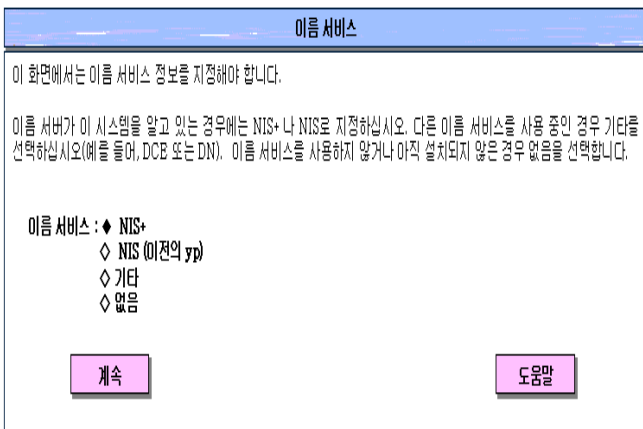 이름 서비스
이 화면에서는 이름 서비스 정보를 지정해야 합니다.
이름 서버가 이 시스템을 알고 있는 경우에는 NIS+ 나 NIS로 지정하십시오. 다른 이름 서비스를 사용 중인 경우 기타를
선택하십시오(예를 들어, DCE 또는 DN). 이름 서비스를 사용하지 않거나 아직 설치되지 않은 경우 없음을 선택합니다.
이름 서비스 : ◆ NIS+
◇ NIS (이전의 yp)
◇ 기타
◇ 없음
계속
도움말